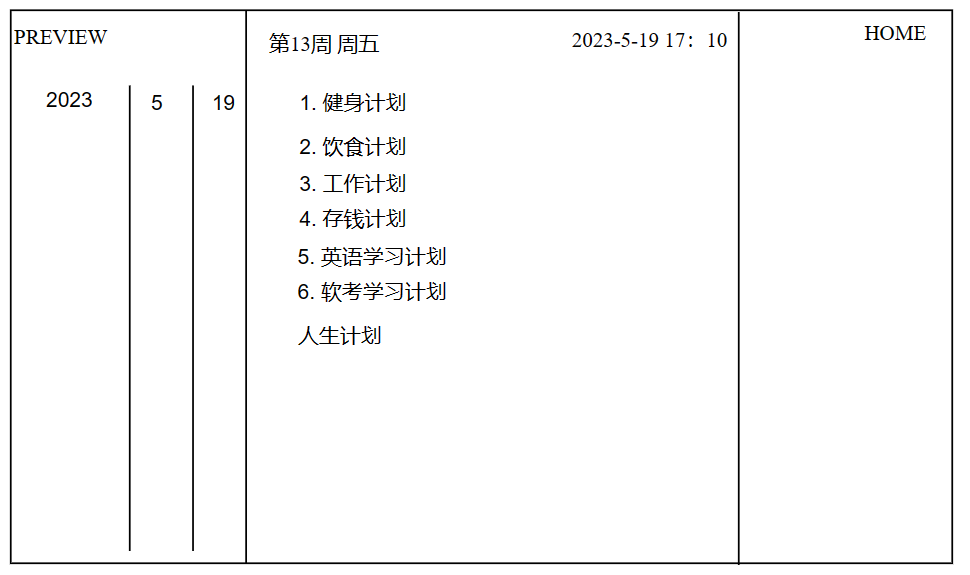 PREVIEW
2023
5
19
第13周 周五
2023-5-19 17：10
1. 健身计划
2. 饮食计划
3. 工作计划
4. 存钱计划
5. 英语学习计划
6. 软考学习计划
人生计划
HOME